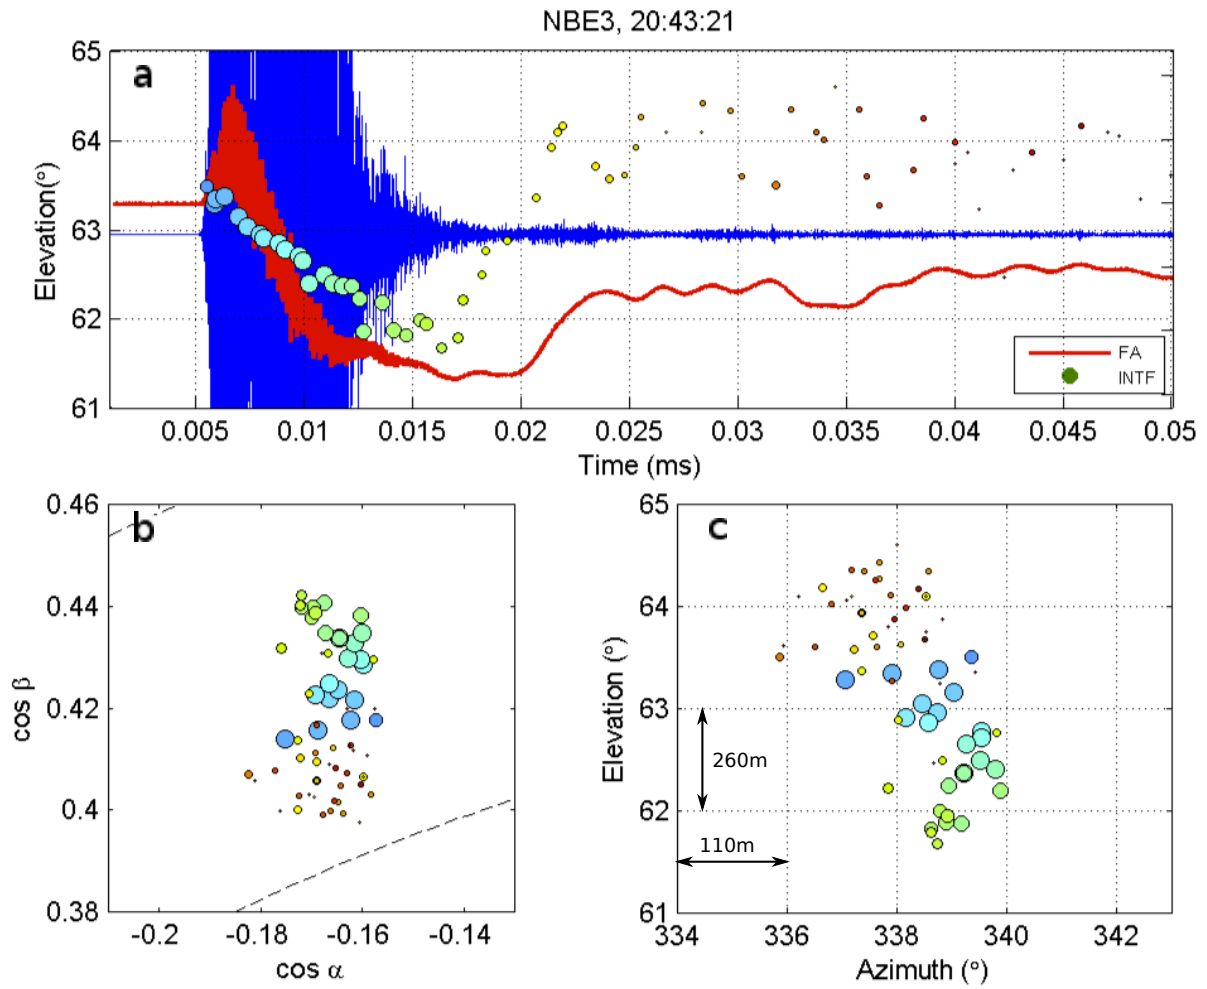 NBE3, 20:43:21
a
65
64
63
62
61
Elevation(°)
0.005 0.01 0.015 0.02 0.025 0.03 0.035 0.04 0.045 0.05
Time (ms)
FA
INTF
b
0.46
0.44
0.42
0.4
0.38
cos β
-0.2 -0.18 -0.16 -0.14
cos α
c
65
64
63
62
61
Elevation (°)
260m
110m
334 336 338 340 342
Azimuth (°)